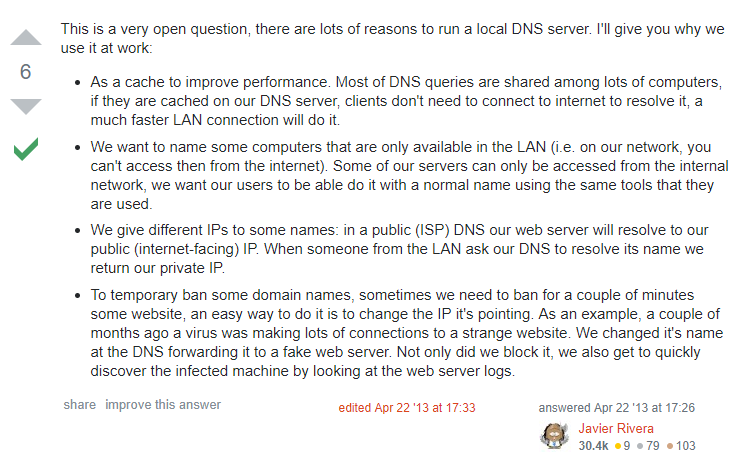 This is a very open question, there are lots of reasons to run a local DNS server. I'll give you why we
use it at work:
6
• As a cache to improve performance. Most of DNS queries are shared among lots of computers,
if they are cached on our DNS server, clients don't need to connect to internet to resolve it, a
much faster LAN connection will do it.
• We want to name some computers that are only available in the LAN (i.e. on our network, you
can't access then from the internet). Some of our servers can only be accessed from the internal
network, we want our users to be able do it with a normal name using the same tools that they
are used.
• We give different IPs to some names: in a public (ISP) DNS our web server will resolve to our
public (internet-facing) IP. When someone from the LAN ask our DNS to resolve its name we
return our private IP.
• To temporary ban some domain names, sometimes we need to ban for a couple of minutes
some website, an easy way to do it is to change the IP it's pointing. As an example, a couple of
months ago a virus was making lots of connections to a strange website. We changed it's name
at the DNS forwarding it to a fake web server. Not only did we block it, we also get to quickly
discover the infected machine by looking at the web server logs.
share improve this answer
edited Apr 22 '13 at 17:33
answered Apr 22 '13 at 17:26
Javier Rivera
30.4k ●9 ●79 ●103